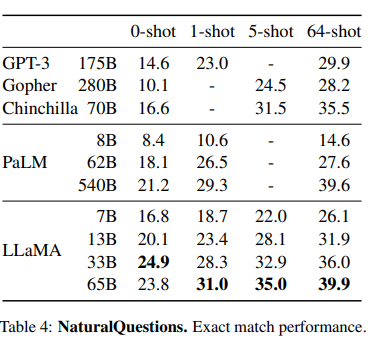 0-shot 1-shot 5-shot 64-shot
GPT-3 175B 14.6 23.0 - 29.9
Gopher 280B 10.1 - 24.5 28.2
Chinchilla 70B 16.6 - 31.5 35.5
8B 8.4 10.6 - 14.6
PaLM 62B 18.1 26.5 - 27.6
540B 21.2 29.3 - 39.6
7B 16.8 18.7 22.0 26.1
LLaMA 13B 20.1 23.4 28.1 31.9
33B 24.9 28.3 32.9 36.0
65B 23.8 31.0 35.0 39.9
Table 4: NaturalQuestions. Exact match performance.